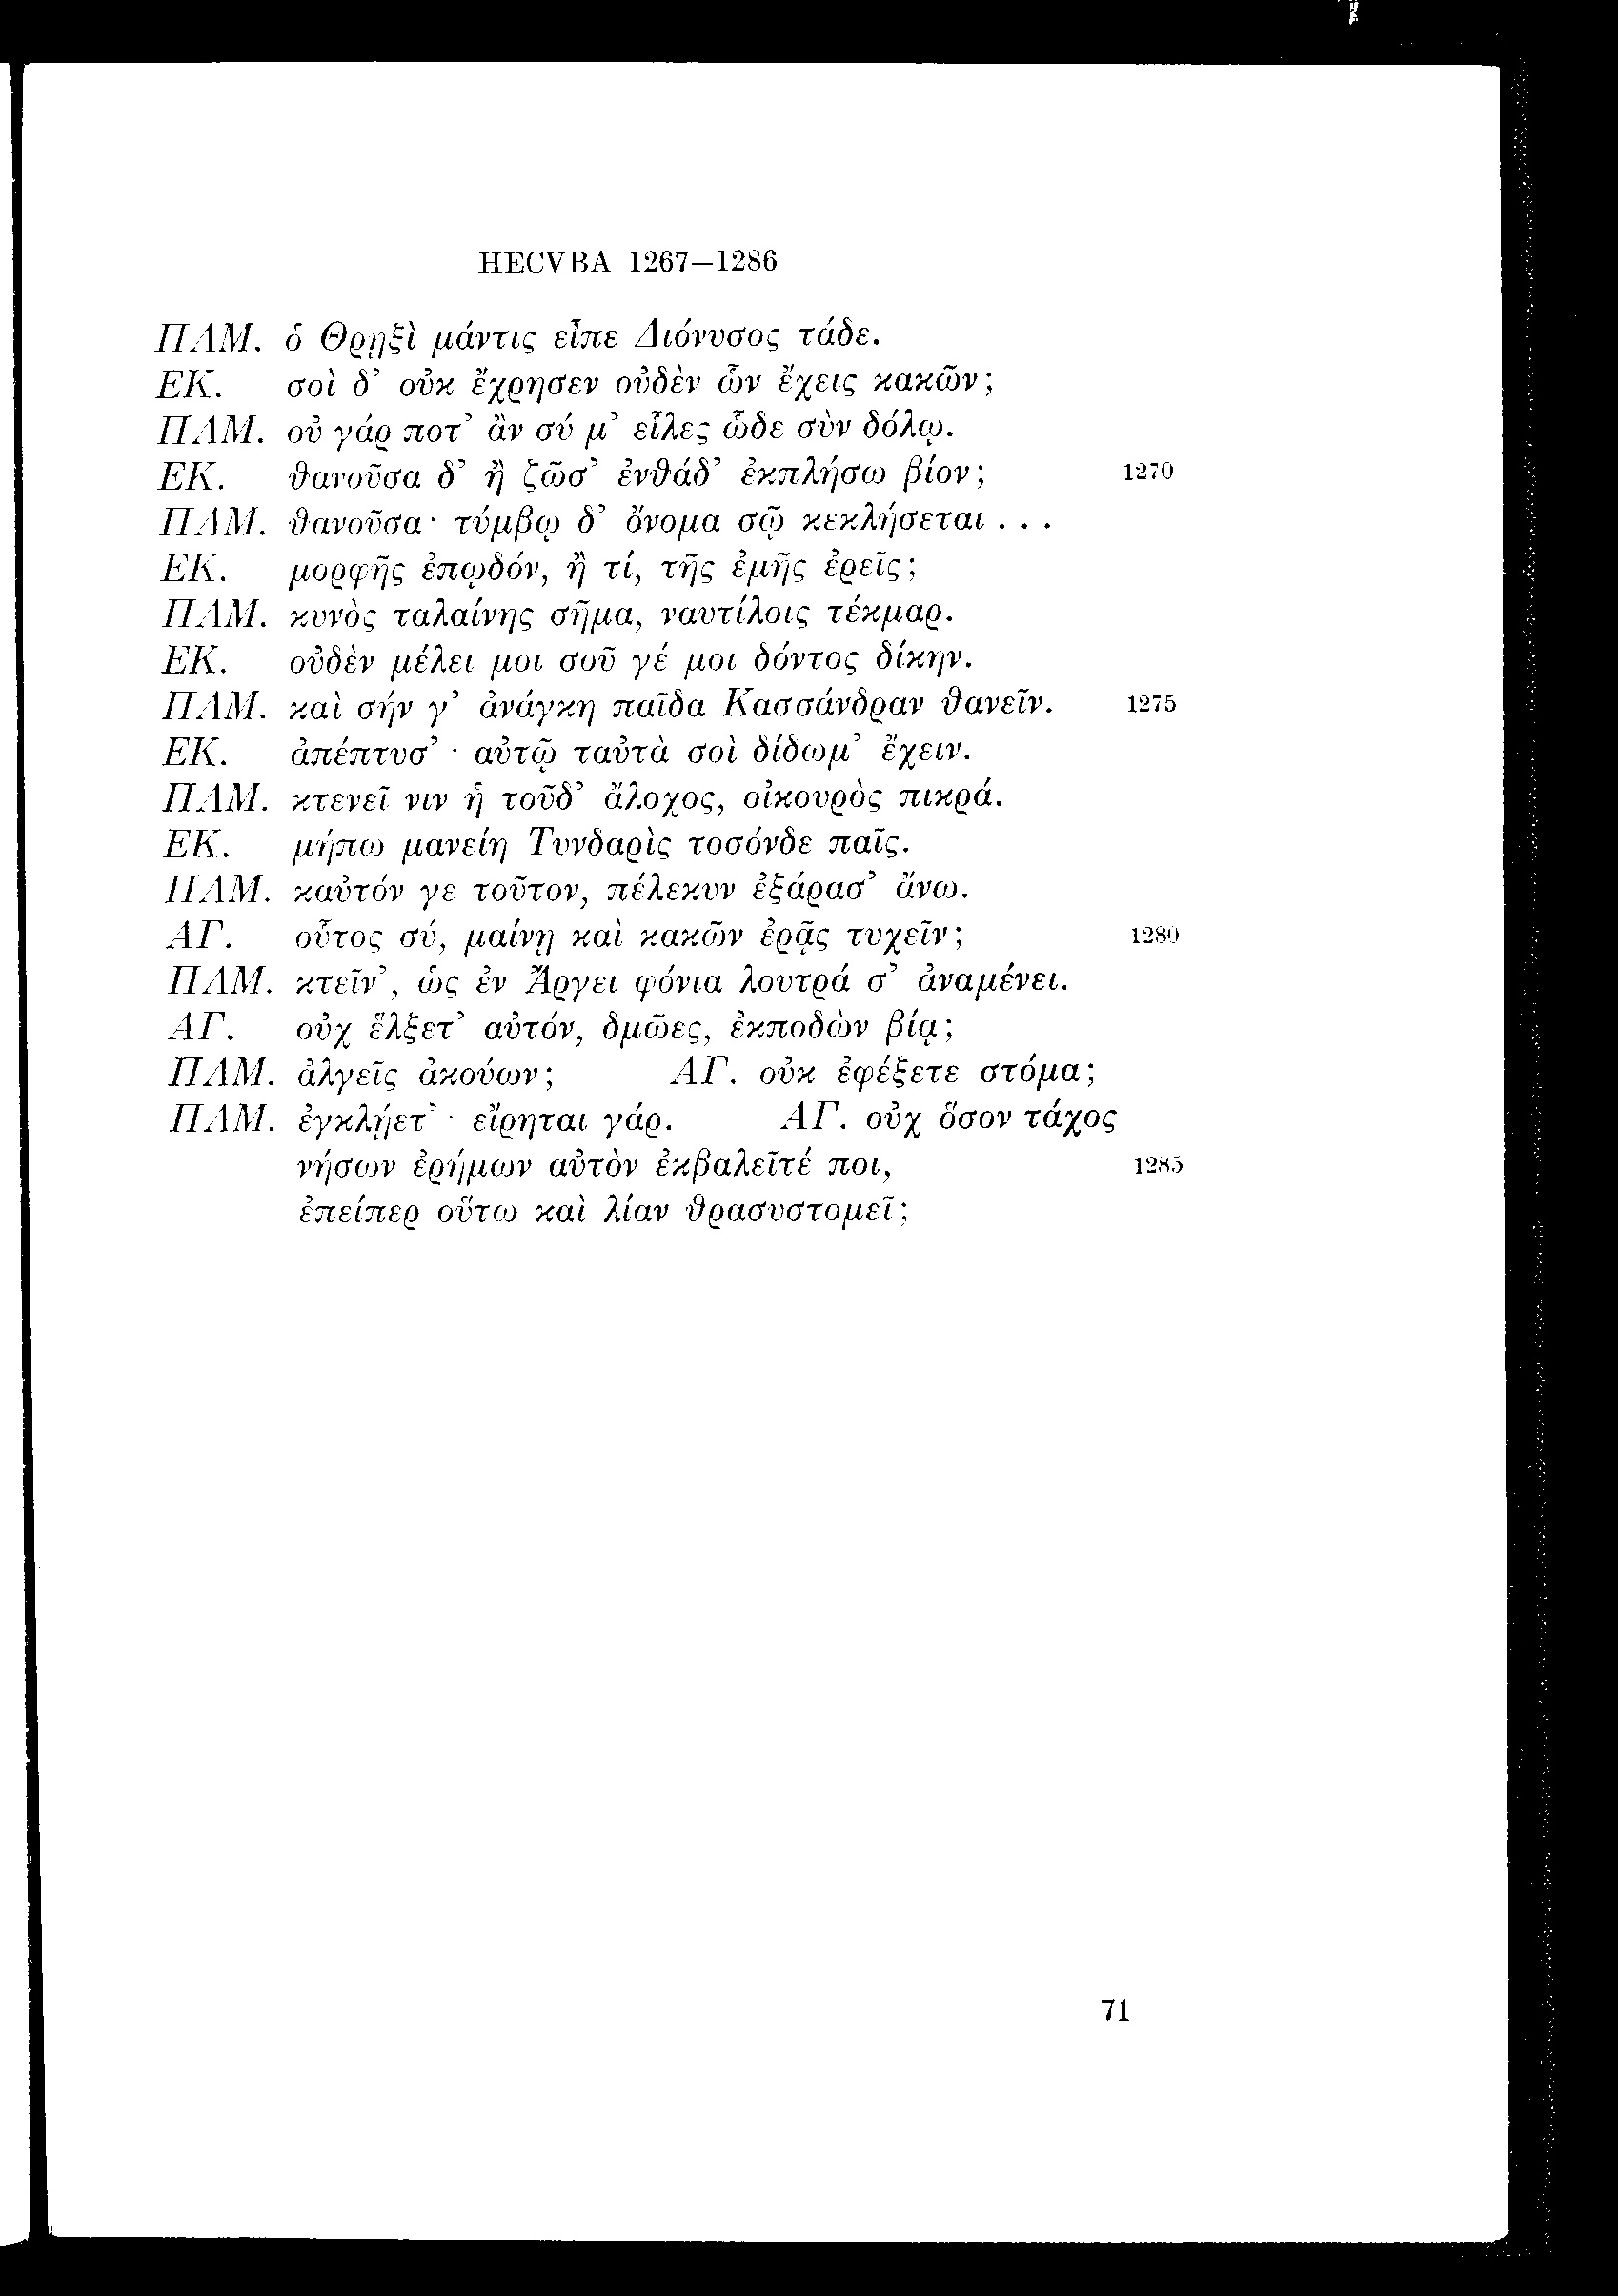 HECVBA 1267–1286
ΠΛΜ. ὁ Θρῃξὶ μάντις εἶπε Διόνυσος τάδε.
ΕΚ. σοὶ δ' οὐκ ἔχρησεν οὐδὲν ὧν ἔχεις κακῶν;
ΠΛΜ. οὐ γάρ ποτ' ἂν σύ μ' εἷλες ὧδε σὺν δόλῳ.
ΕΚ. θανοῦσα δ' ἢ ζῶσ' ἐνθάδ' ἐκπλήσω βίον; 1270
ΠΛΜ. θανοῦσα· τύμβῳ δ' ὄνομα σῷ κεκλήσεται . . .
ΕΚ. μορφῆς ἐπῳδόν, ἢ τί, τῆς ἐμῆς ἐρεῖς;
ΠΛΜ. κυνὸς ταλαίνης σῆμα, ναυτίλοις τέκμαρ.
ΕΚ. οὐδὲν μέλει μοι σοῦ γέ μοι δόντος δίκην.
ΠΛΜ. καὶ σήν γ' ἀνάγκη παῖδα Κασσάνδραν θανεῖν. 1275
ΕΚ. ἀπέπτυσ'· αὐτῷ ταὐτὰ σοὶ δίδωμ' ἔχειν.
ΠΛΜ. κτενεῖ νιν ἡ τοῦδ' ἄλοχος, οἰκουρὸς πικρά.
ΕΚ. μήπω μανείη Τυνδαρὶς τοσόνδε παῖς.
ΠΛΜ. καὐτόν γε τοῦτον, πέλεκυν ἐξάρασ' ἄνω.
ΑΓ. οὗτος σύ, μαίνῃ καὶ κακῶν ἐρᾷς τυχεῖν; 1280
ΠΛΜ. κτεῖν', ὡς ἐν Ἄργει φόνια λουτρά σ' ἀναμένει.
ΑΓ. οὐχ ἕλξετ' αὐτόν, δμῶες, ἐκποδὼν βίᾳ;
ΠΛΜ. ἀλγεῖς ἀκούων; ΑΓ. οὐκ ἐφέξετε στόμα;
ΠΛΜ. ἐγκλῄετ'· εἴρηται γάρ. ΑΓ. οὐχ ὅσον τάχος
νήσων ἐρήμων αὐτὸν ἐκβαλεῖτέ ποι, 1285
ἐπείπερ οὕτω καὶ λίαν θρασυστομεῖ;
71